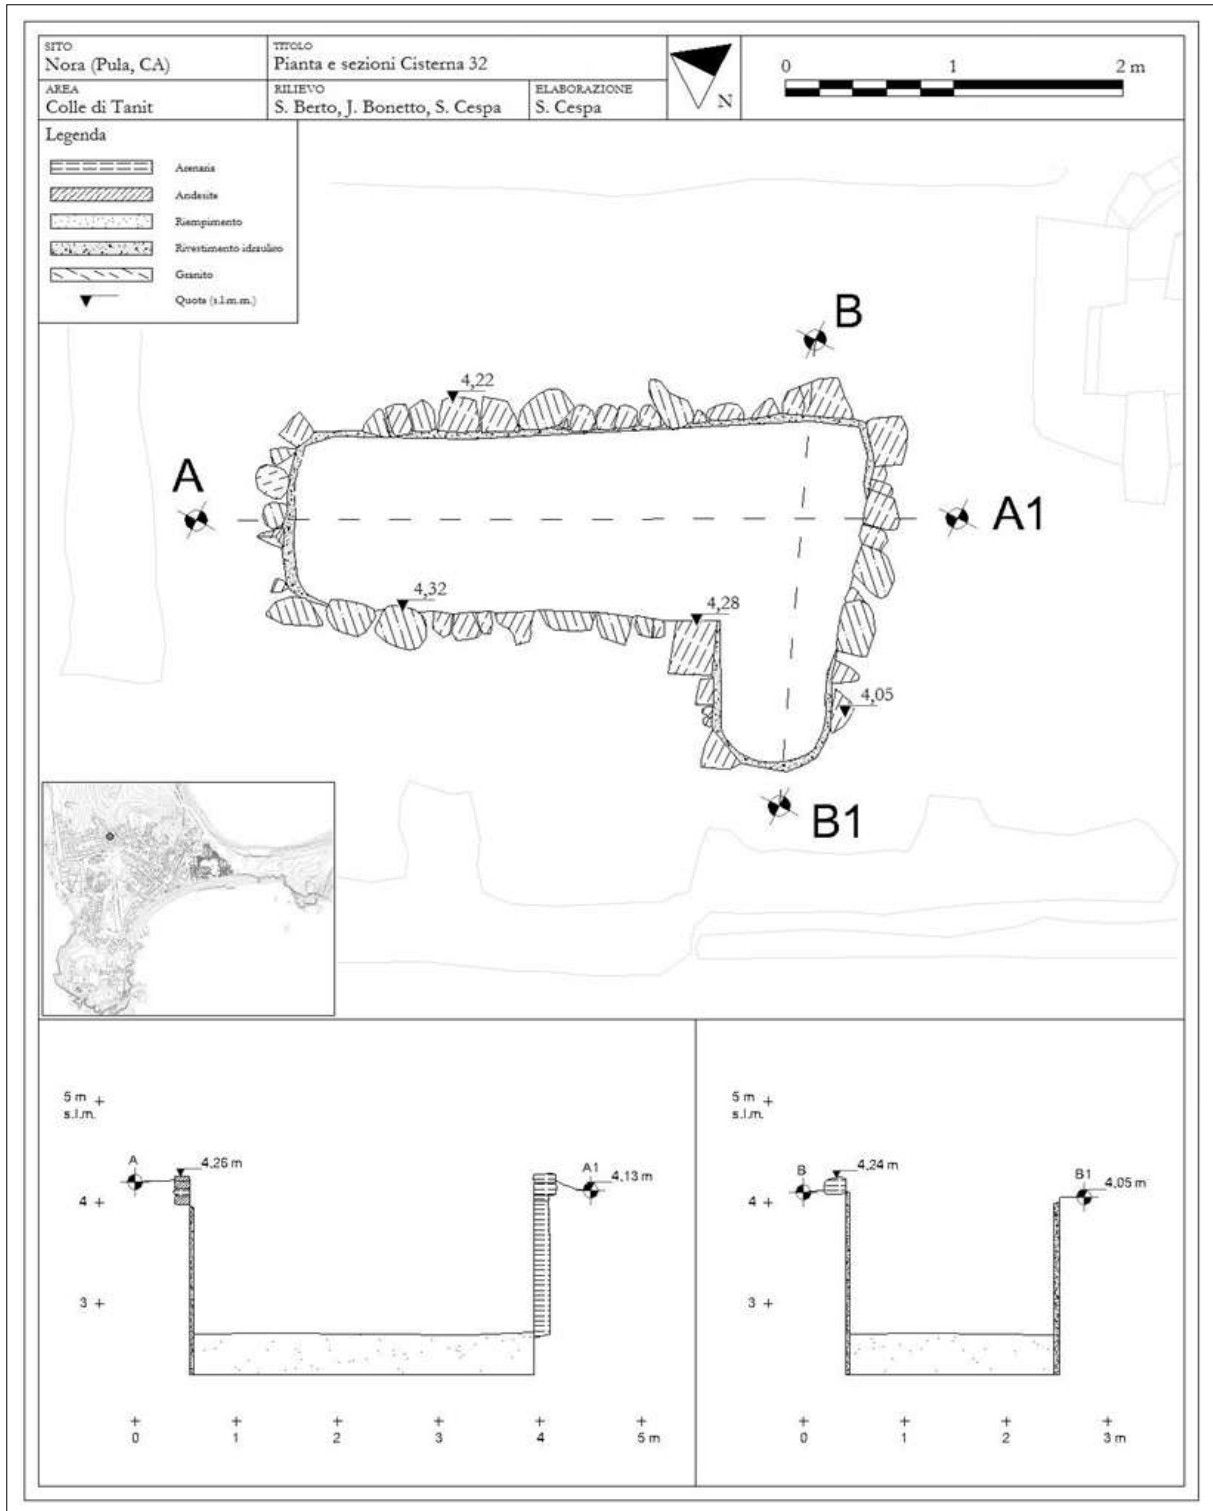 SITO
Nora (Pula, CA)
TITOLO
Pianta e sezioni Cisterna 32
AREA
Colle di Tanit
RILIEVO
S. Berto, J. Bonetto, S. Cespa
ELABORAZIONE
S. Cespa
N
0 1 2 m
Legenda
Arenaria
Andesite
Riempimento
Rivestimento idraulico
Granito
Quote (s.l.m.m.)
B
4,22
A
A1
4,32
4,28
4,05
B1
5 m
s.l.m.
A
4.26 m
A1
4.13 m
4
3
0 1 2 3 4 5 m
5 m
s.l.m.
B
4.24 m
B1
4.05 m
4
3
0 1 2 3 m